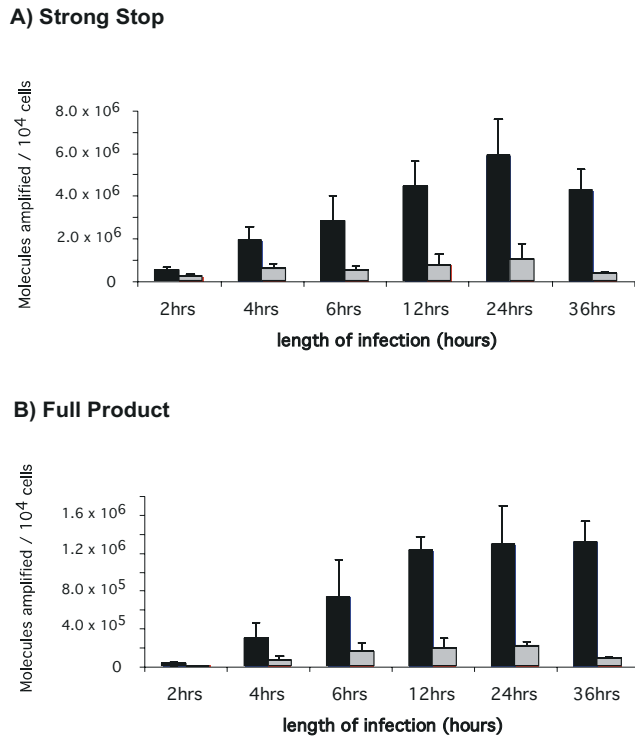 A) Strong Stop
Molecules amplified / 10⁴ cells
8.0 x 10⁶
6.0 x 10⁶
4.0 x 10⁶
2.0 x 10⁶
0
2hrs 4hrs 6hrs 12hrs 24hrs 36hrs
length of infection (hours)
B) Full Product
Molecules amplified / 10⁴ cells
1.6 x 10⁶
1.2 x 10⁶
8.0 x 10⁵
4.0 x 10⁵
0
2hrs 4hrs 6hrs 12hrs 24hrs 36hrs
length of infection (hours)